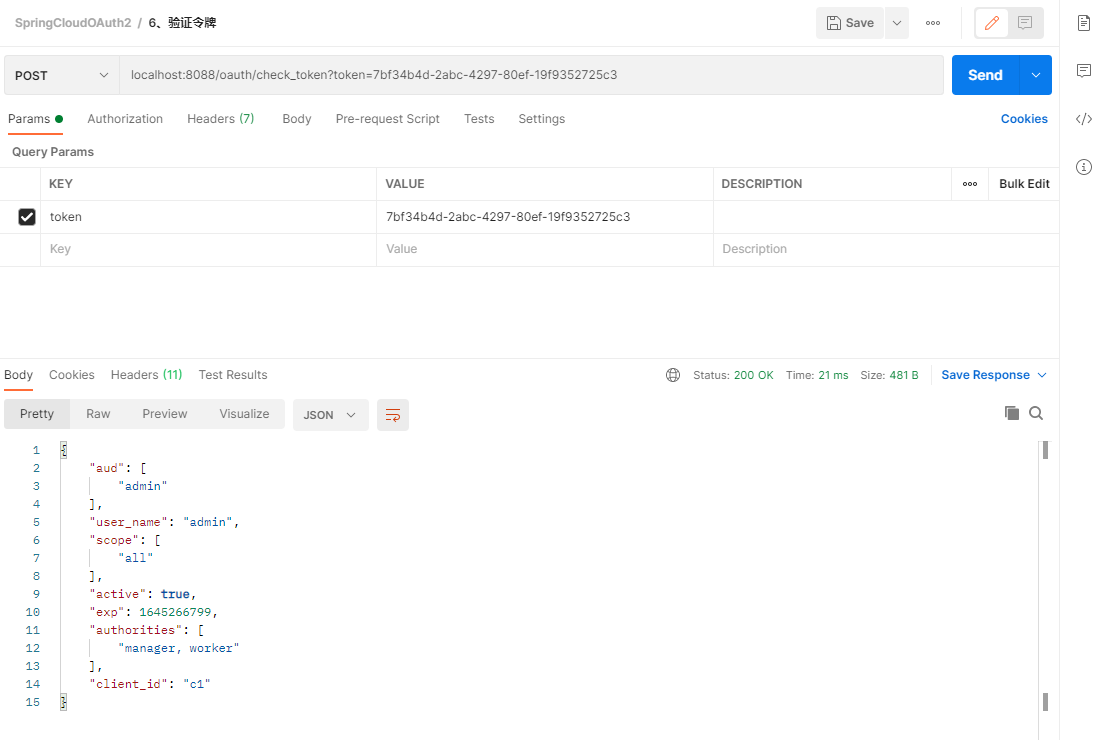 SpringCloudOAuth2 / 6、验证令牌
Save
POST
localhost:8088/oauth/check_token?token=7bf34b4d-2abc-4297-80ef-19f9352725c3
Send
Params Authorization Headers (7) Body Pre-request Script Tests Settings Cookies
Query Params
KEY VALUE DESCRIPTION Bulk Edit
token 7bf34b4d-2abc-4297-80ef-19f9352725c3
Key Value Description
Body Cookies Headers (11) Test Results Status: 200 OK Time: 21 ms Size: 481 B Save Response
Pretty Raw Preview Visualize JSON
1 {
2 "aud": [
3 "admin"
4 ],
5 "user_name": "admin",
6 "scope": [
7 "all"
8 ],
9 "active": true,
10 "exp": 1645266799,
11 "authorities": [
12 "manager, worker"
13 ],
14 "client_id": "c1"
15 }